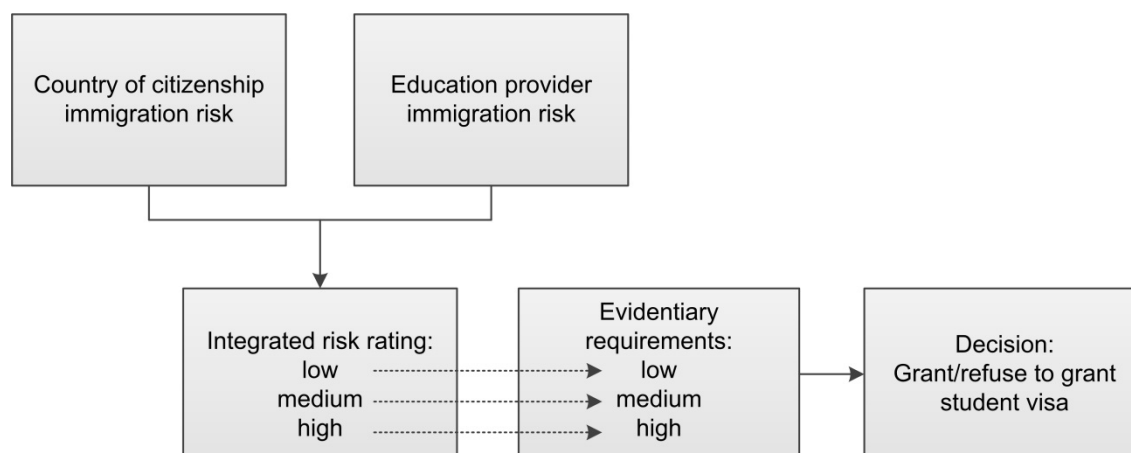 Country of citizenship
immigration risk
Education provider
immigration risk
Integrated risk rating:
low
medium
high
Evidentiary
requirements:
low
medium
high
Decision:
Grant/refuse to grant
student visa